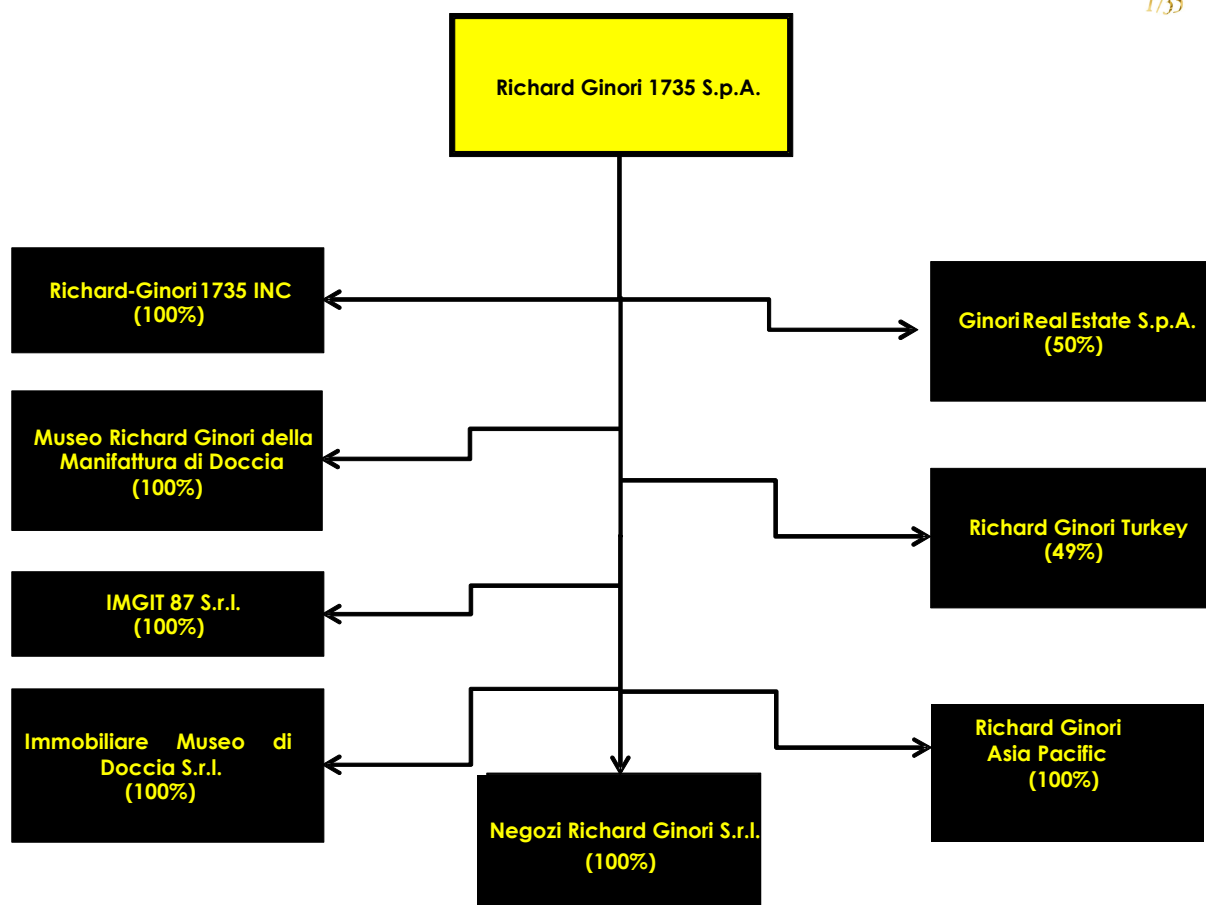 1735
Richard Ginori 1735 S.p.A.
Richard-Ginori 1735 INC
(100%)
Ginori Real Estate S.p.A.
(50%)
Museo Richard Ginori della
Manifattura di Doccia
(100%)
Richard Ginori Turkey
(49%)
IMGIT 87 S.r.l.
(100%)
Immobiliare Museo di
Doccia S.r.l.
(100%)
Richard Ginori
Asia Pacific
(100%)
Negozi Richard Ginori S.r.l.
(100%)